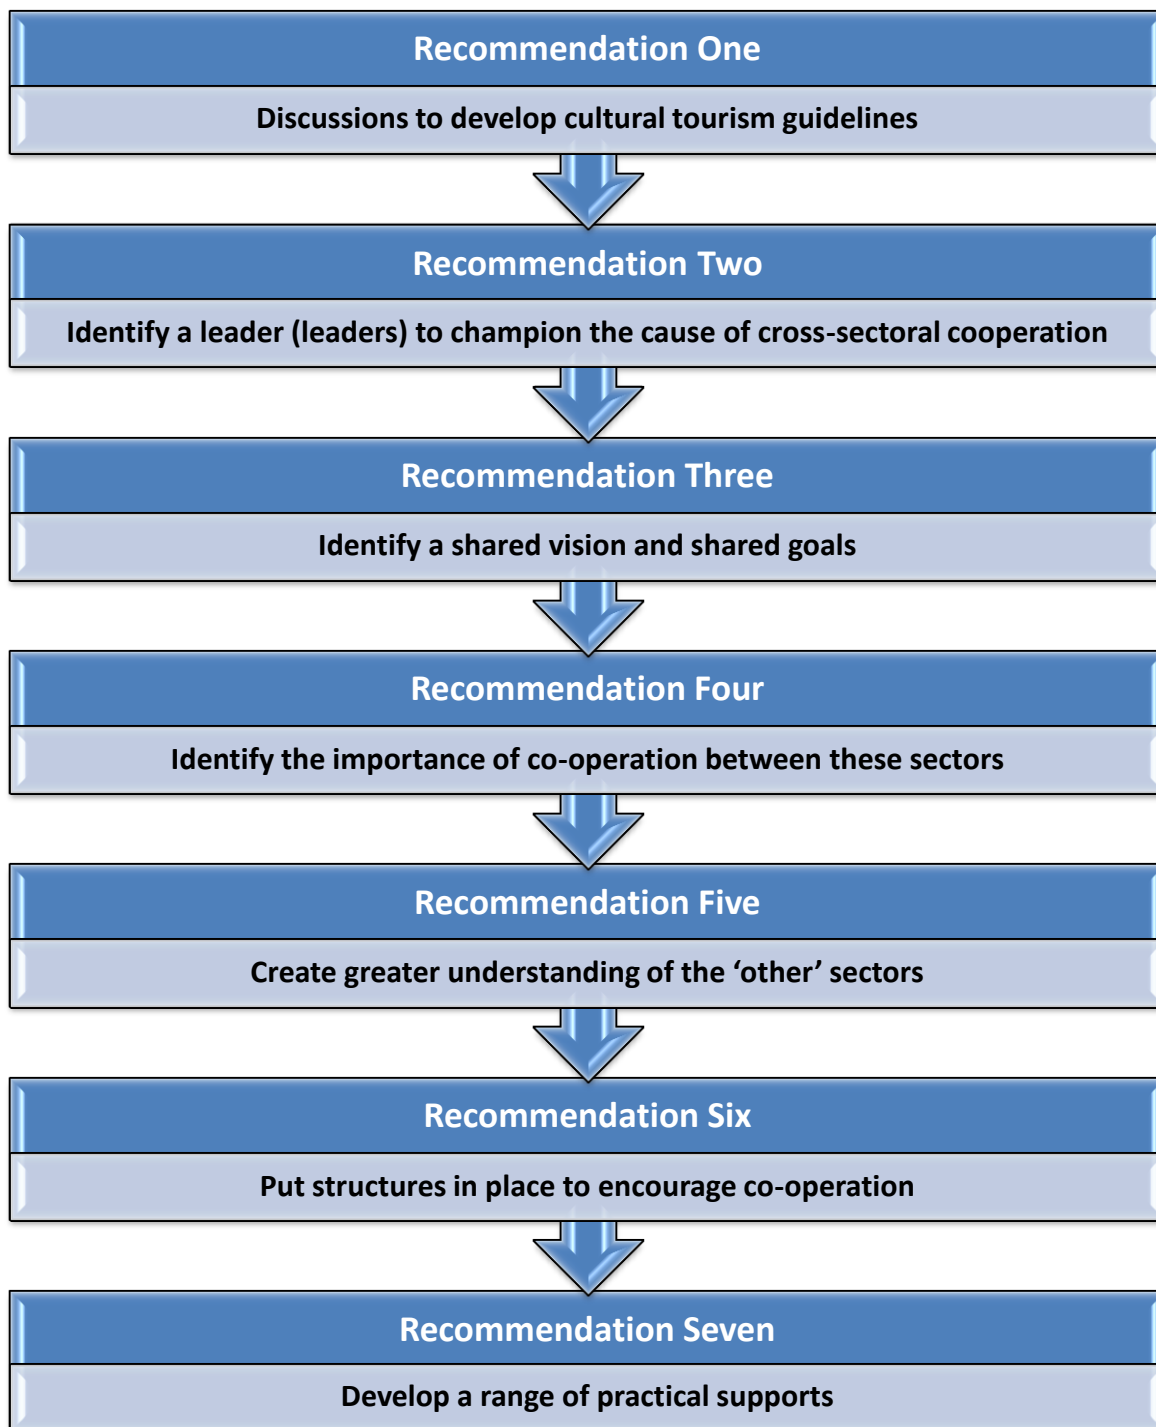 Recommendation One
Discussions to develop cultural tourism guidelines
Recommendation Two
Identify a leader (leaders) to champion the cause of cross-sectoral cooperation
Recommendation Three
Identify a shared vision and shared goals
Recommendation Four
Identify the importance of co-operation between these sectors
Recommendation Five
Create greater understanding of the ‘other’ sectors
Recommendation Six
Put structures in place to encourage co-operation
Recommendation Seven
Develop a range of practical supports